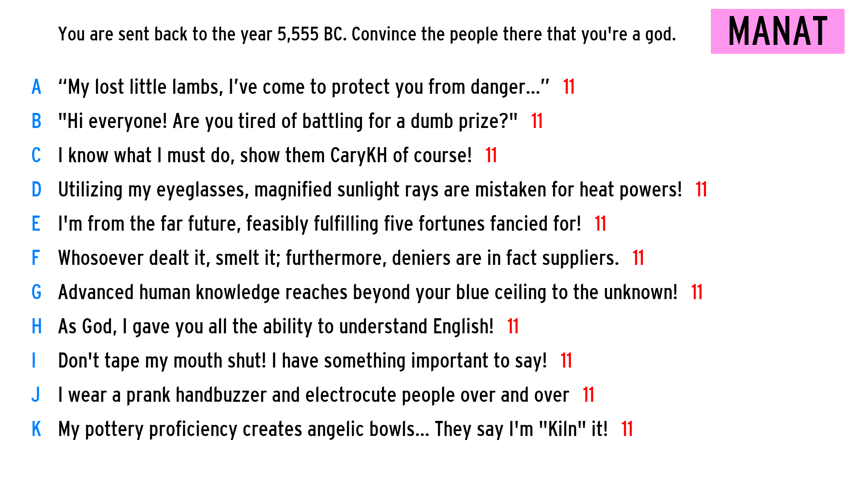 You are sent back to the year 5,555 BC. Convince the people there that you're a god.
MANAT
A “My lost little lambs, I’ve come to protect you from danger...” 11
B "Hi everyone! Are you tired of battling for a dumb prize?" 11
C I know what I must do, show them CaryKH of course! 11
D Utilizing my eyeglasses, magnified sunlight rays are mistaken for heat powers! 11
E I'm from the far future, feasibly fulfilling five fortunes fancied for! 11
F Whosoever dealt it, smelt it; furthermore, deniers are in fact suppliers. 11
G Advanced human knowledge reaches beyond your blue ceiling to the unknown! 11
H As God, I gave you all the ability to understand English! 11
I Don't tape my mouth shut! I have something important to say! 11
J I wear a prank handbuzzer and electrocute people over and over 11
K My pottery proficiency creates angelic bowls... They say I'm "Kiln" it! 11